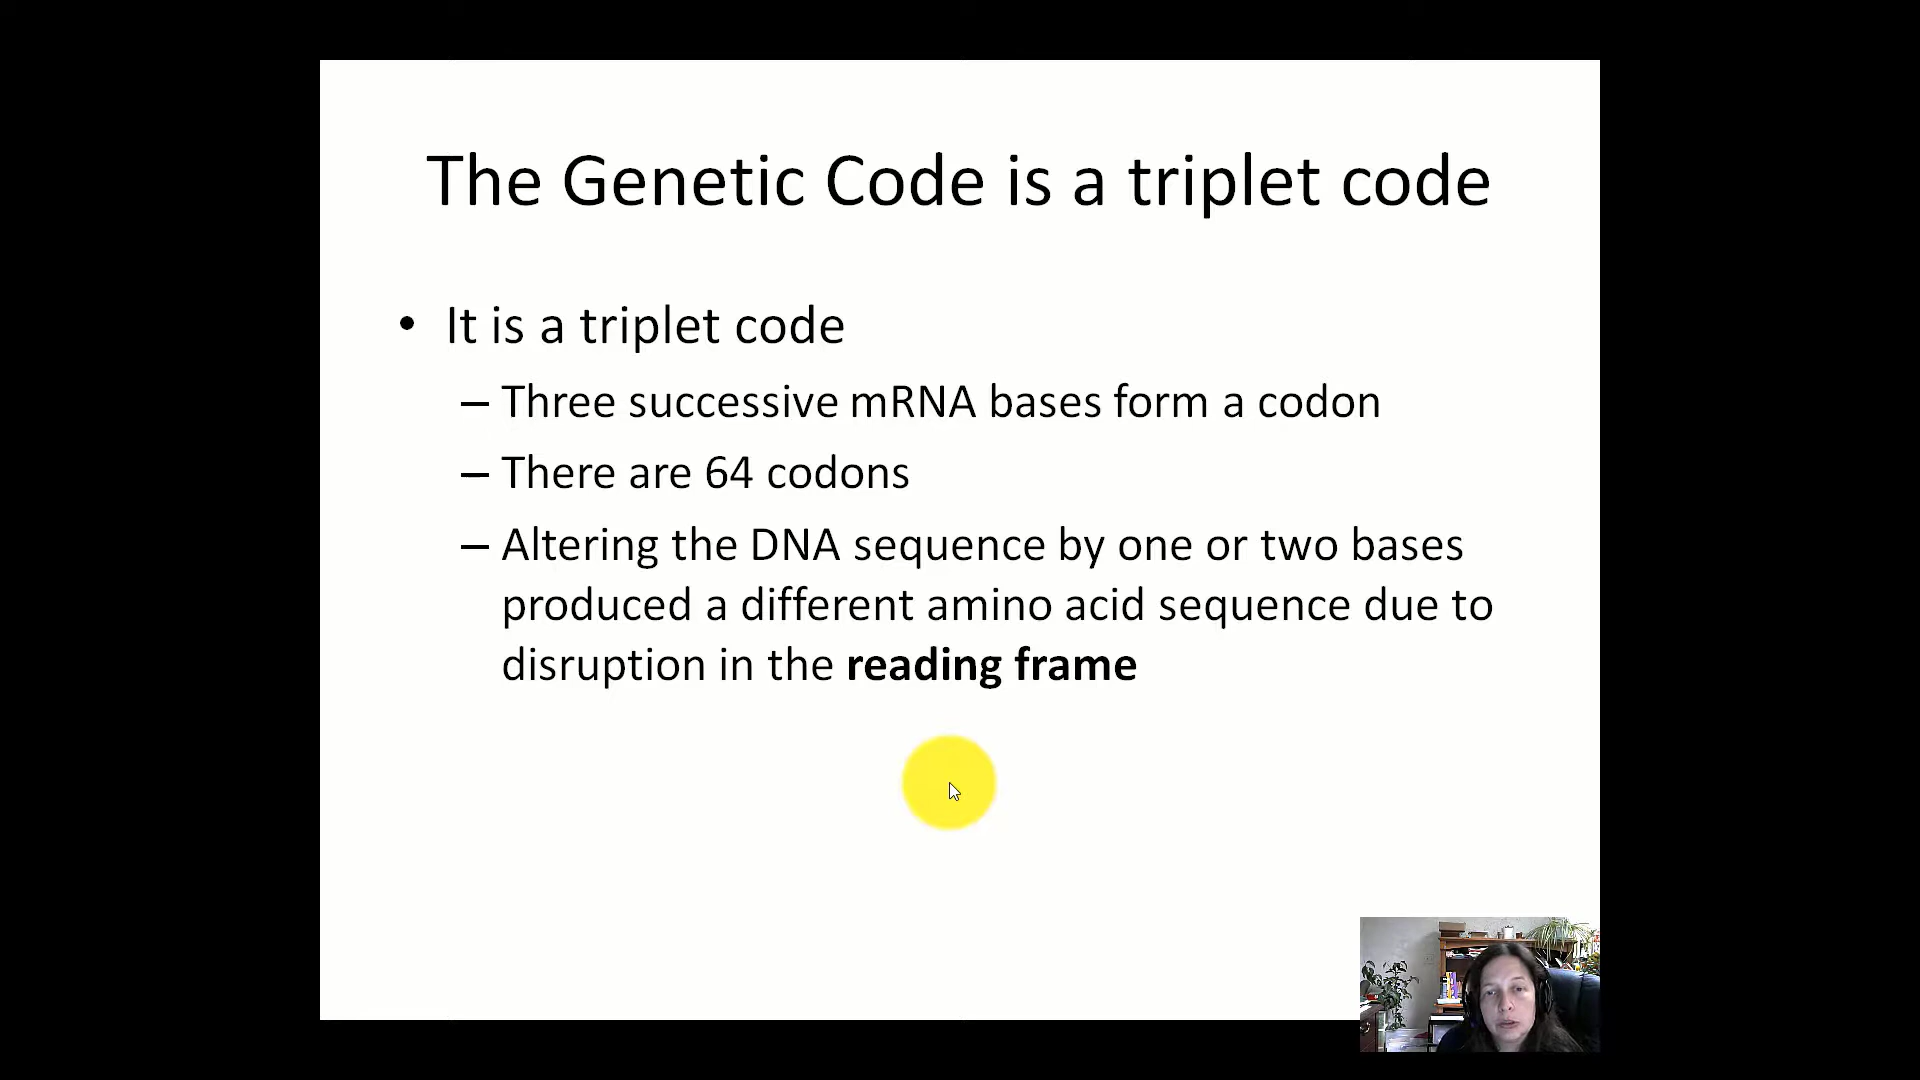 The Genetic Code is a triplet code
• It is a triplet code
– Three successive mRNA bases form a codon
– There are 64 codons
– Altering the DNA sequence by one or two bases
produced a different amino acid sequence due to
disruption in the reading frame